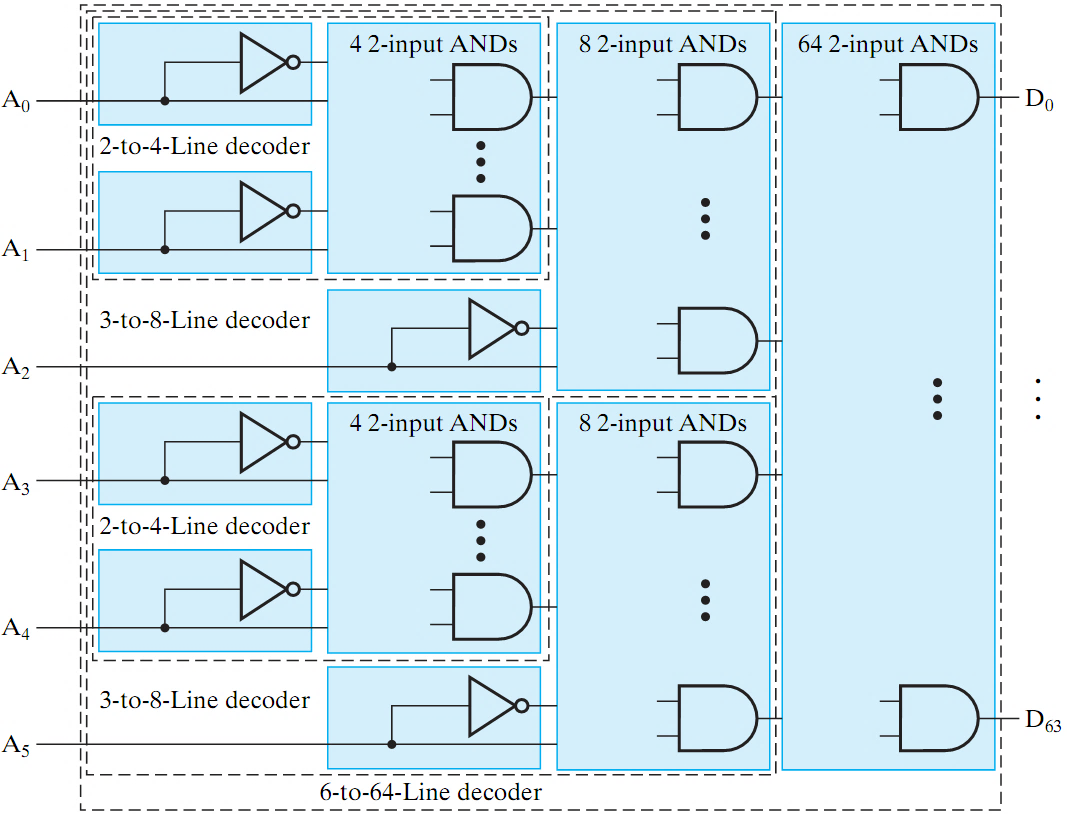 4 2-input ANDs
8 2-input ANDs
64 2-input ANDs
A0
D0
2-to-4-Line decoder
A1
3-to-8-Line decoder
A2
4 2-input ANDs
8 2-input ANDs
A3
2-to-4-Line decoder
A4
3-to-8-Line decoder
A5
D63
6-to-64-Line decoder